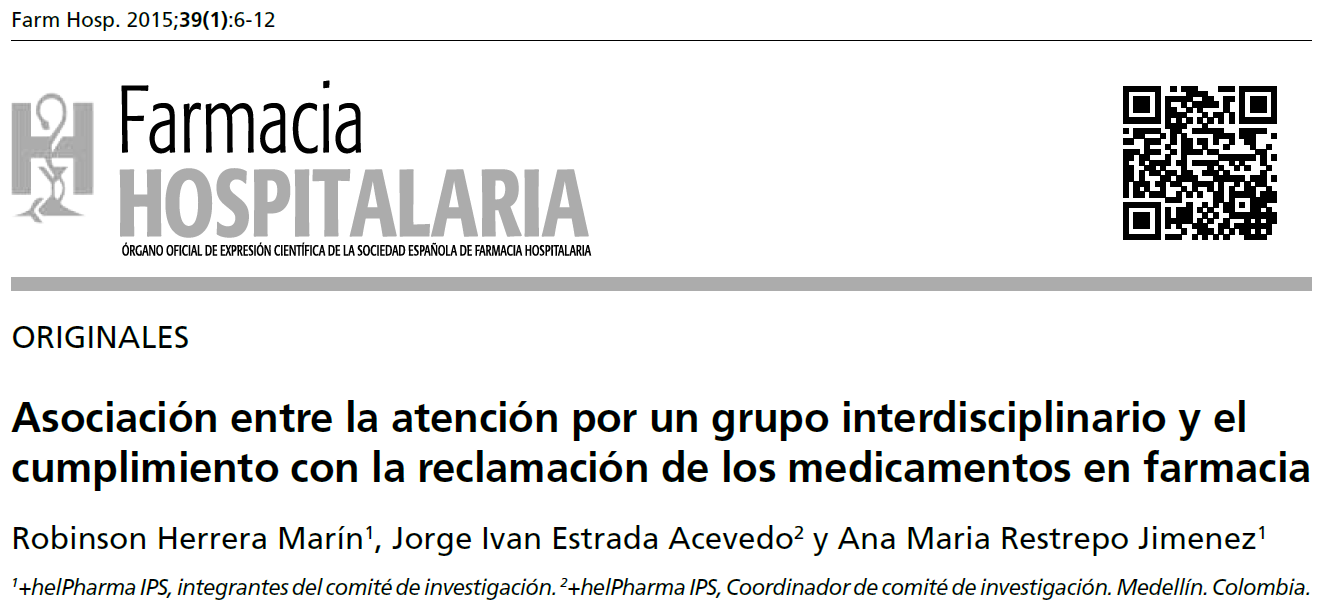 Farm Hosp. 2015;39(1):6-12
H
Farmacia
HOSPITALARIA
ÓRGANO OFICIAL DE EXPRESIÓN CIENTÍFICA DE LA SOCIEDAD ESPAÑOLA DE FARMACIA HOSPITALARIA
ORIGINALES
Asociación entre la atención por un grupo interdisciplinario y el
cumplimiento con la reclamación de los medicamentos en farmacia
Robinson Herrera Marín¹, Jorge Ivan Estrada Acevedo² y Ana Maria Restrepo Jimenez¹
¹+helPharma IPS, integrantes del comité de investigación. ²+helPharma IPS, Coordinador de comité de investigación. Medellín. Colombia.